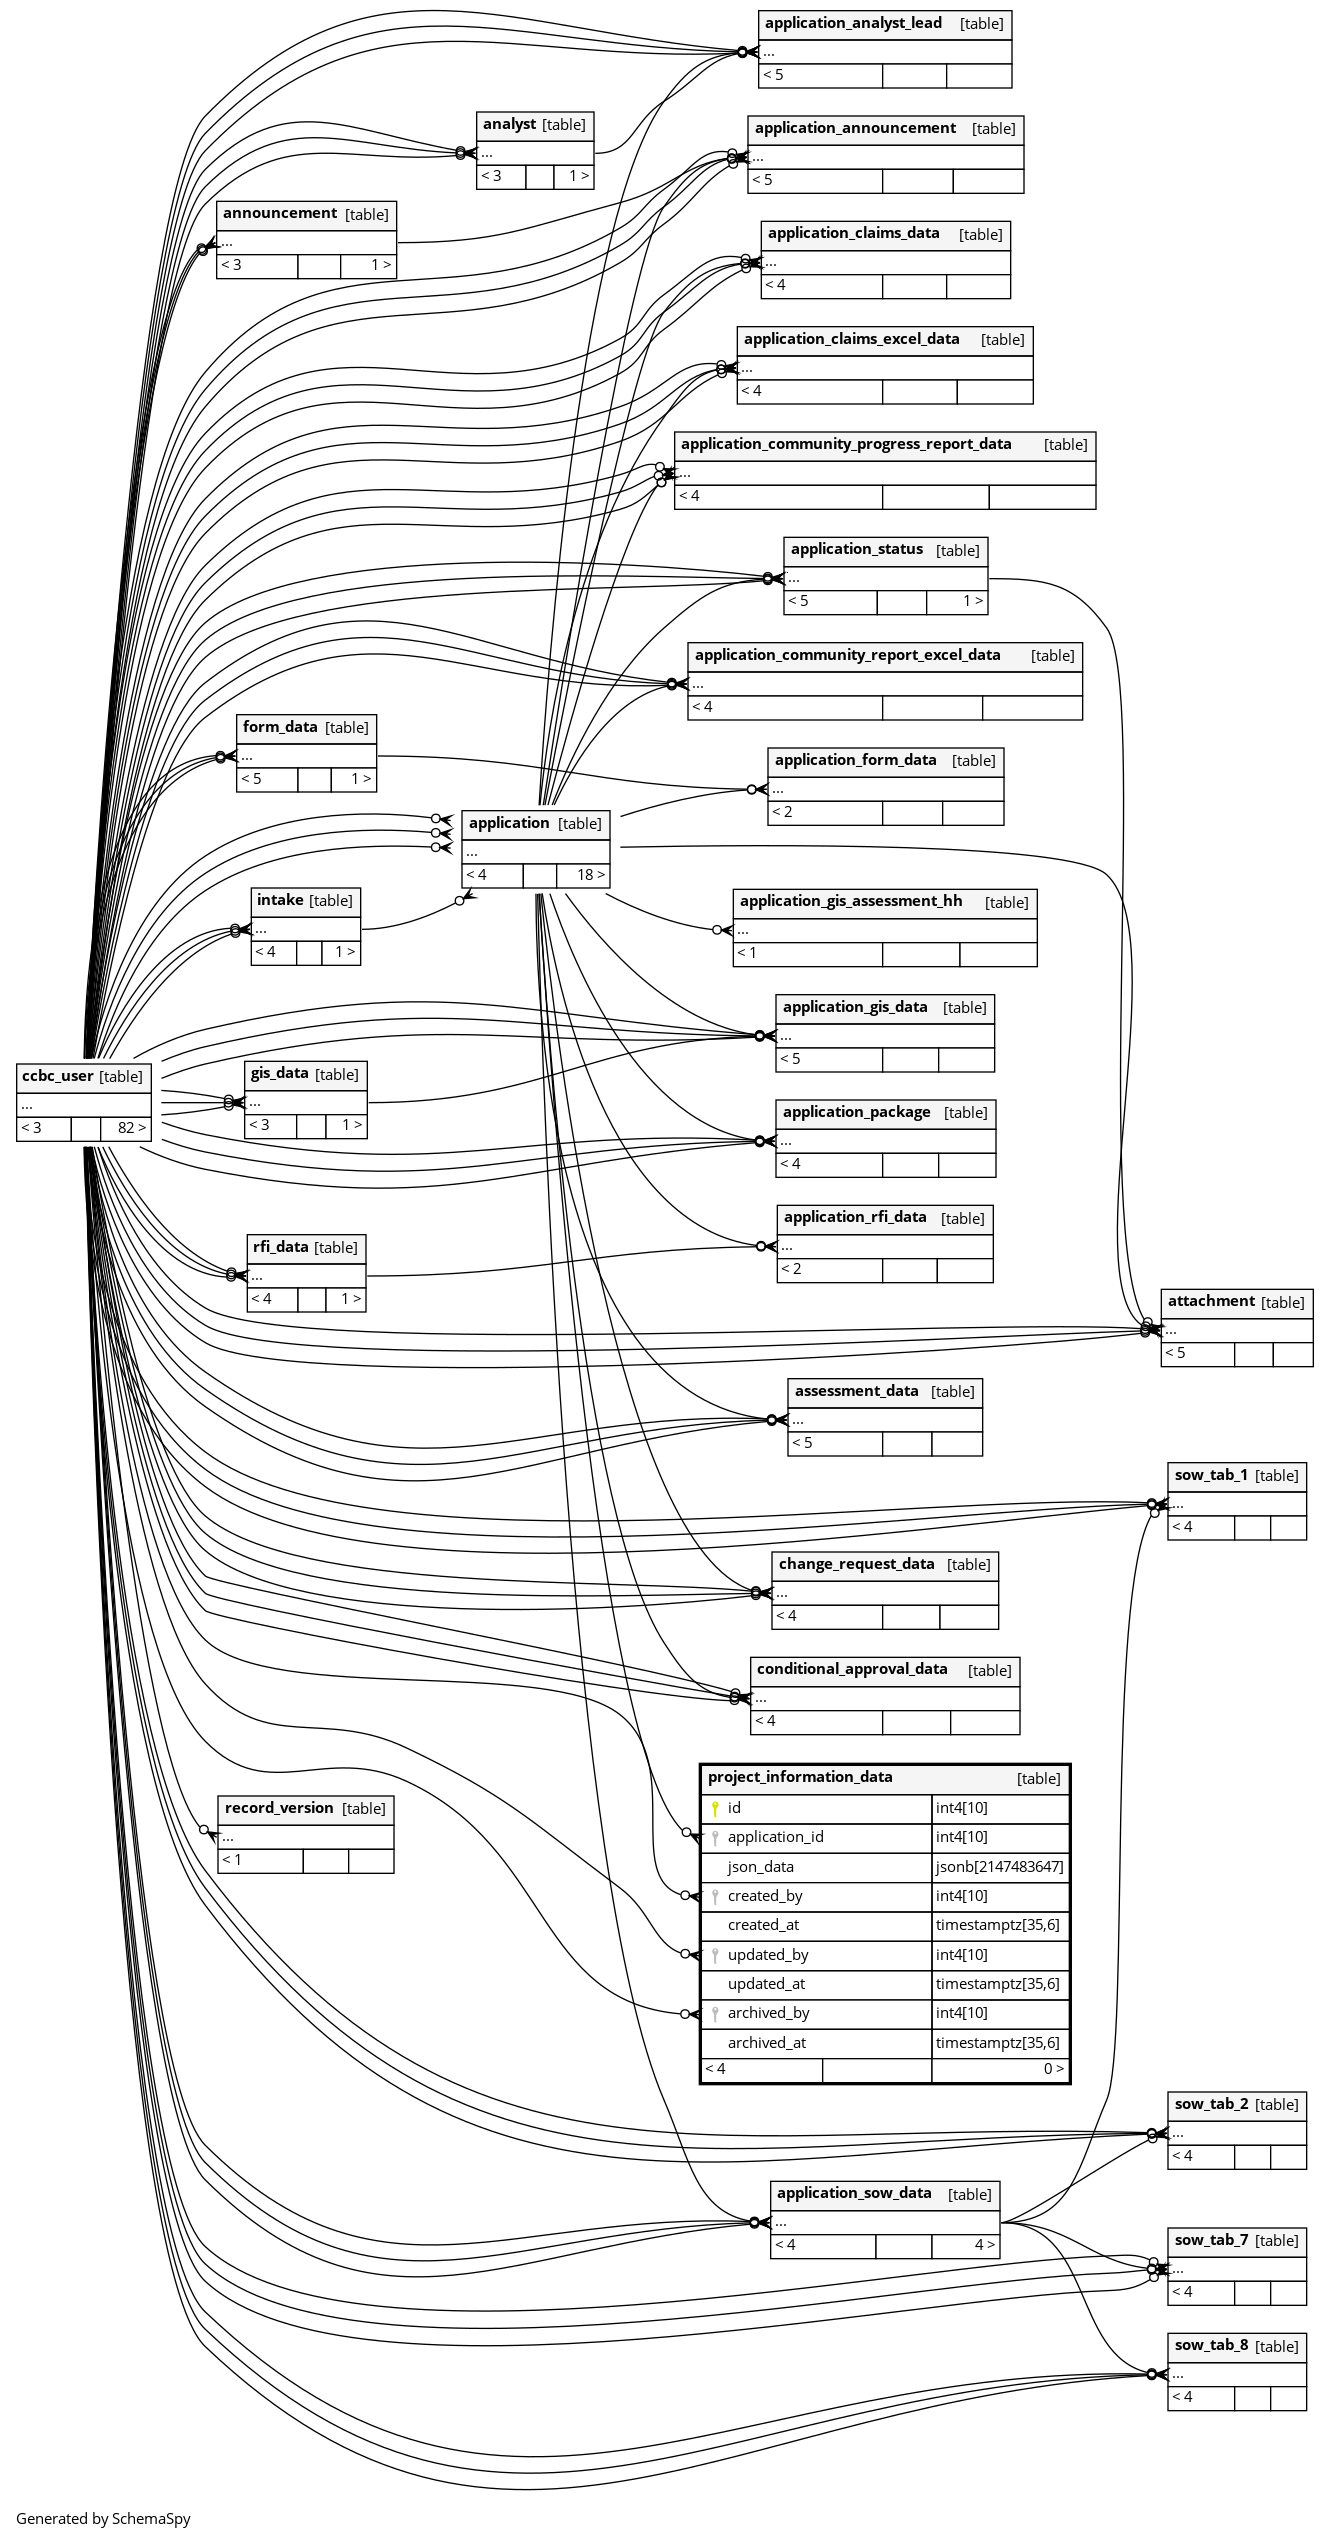 application_analyst_lead [table]
...
< 5
analyst [table]
...
< 3 1 >
application_announcement [table]
...
< 5
announcement [table]
...
< 3 1 >
application_claims_data [table]
...
< 4
application_claims_excel_data [table]
...
< 4
application_community_progress_report_data [table]
...
< 4
application_status [table]
...
< 5 1 >
application_community_report_excel_data [table]
...
< 4
form_data [table]
...
< 5 1 >
application_form_data [table]
...
< 2
application [table]
...
< 4 18 >
intake [table]
...
< 4 1 >
application_gis_assessment_hh [table]
...
< 1
application_gis_data [table]
...
< 5
ccbc_user [table]
...
< 3 82 >
gis_data [table]
...
< 3 1 >
application_package [table]
...
< 4
application_rfi_data [table]
...
< 2
rfi_data [table]
...
< 4 1 >
attachment [table]
...
< 5
assessment_data [table]
...
< 5
sow_tab_1 [table]
...
< 4
change_request_data [table]
...
< 4
conditional_approval_data [table]
...
< 4
project_information_data [table]
id int4[10]
application_id int4[10]
json_data jsonb[2147483647]
created_by int4[10]
created_at timestamptz[35,6]
updated_by int4[10]
updated_at timestamptz[35,6]
archived_by int4[10]
archived_at timestamptz[35,6]
< 4 0 >
record_version [table]
...
< 1
sow_tab_2 [table]
...
< 4
application_sow_data [table]
...
< 4 4 >
sow_tab_7 [table]
...
< 4
sow_tab_8 [table]
...
< 4
Generated by SchemaSpy